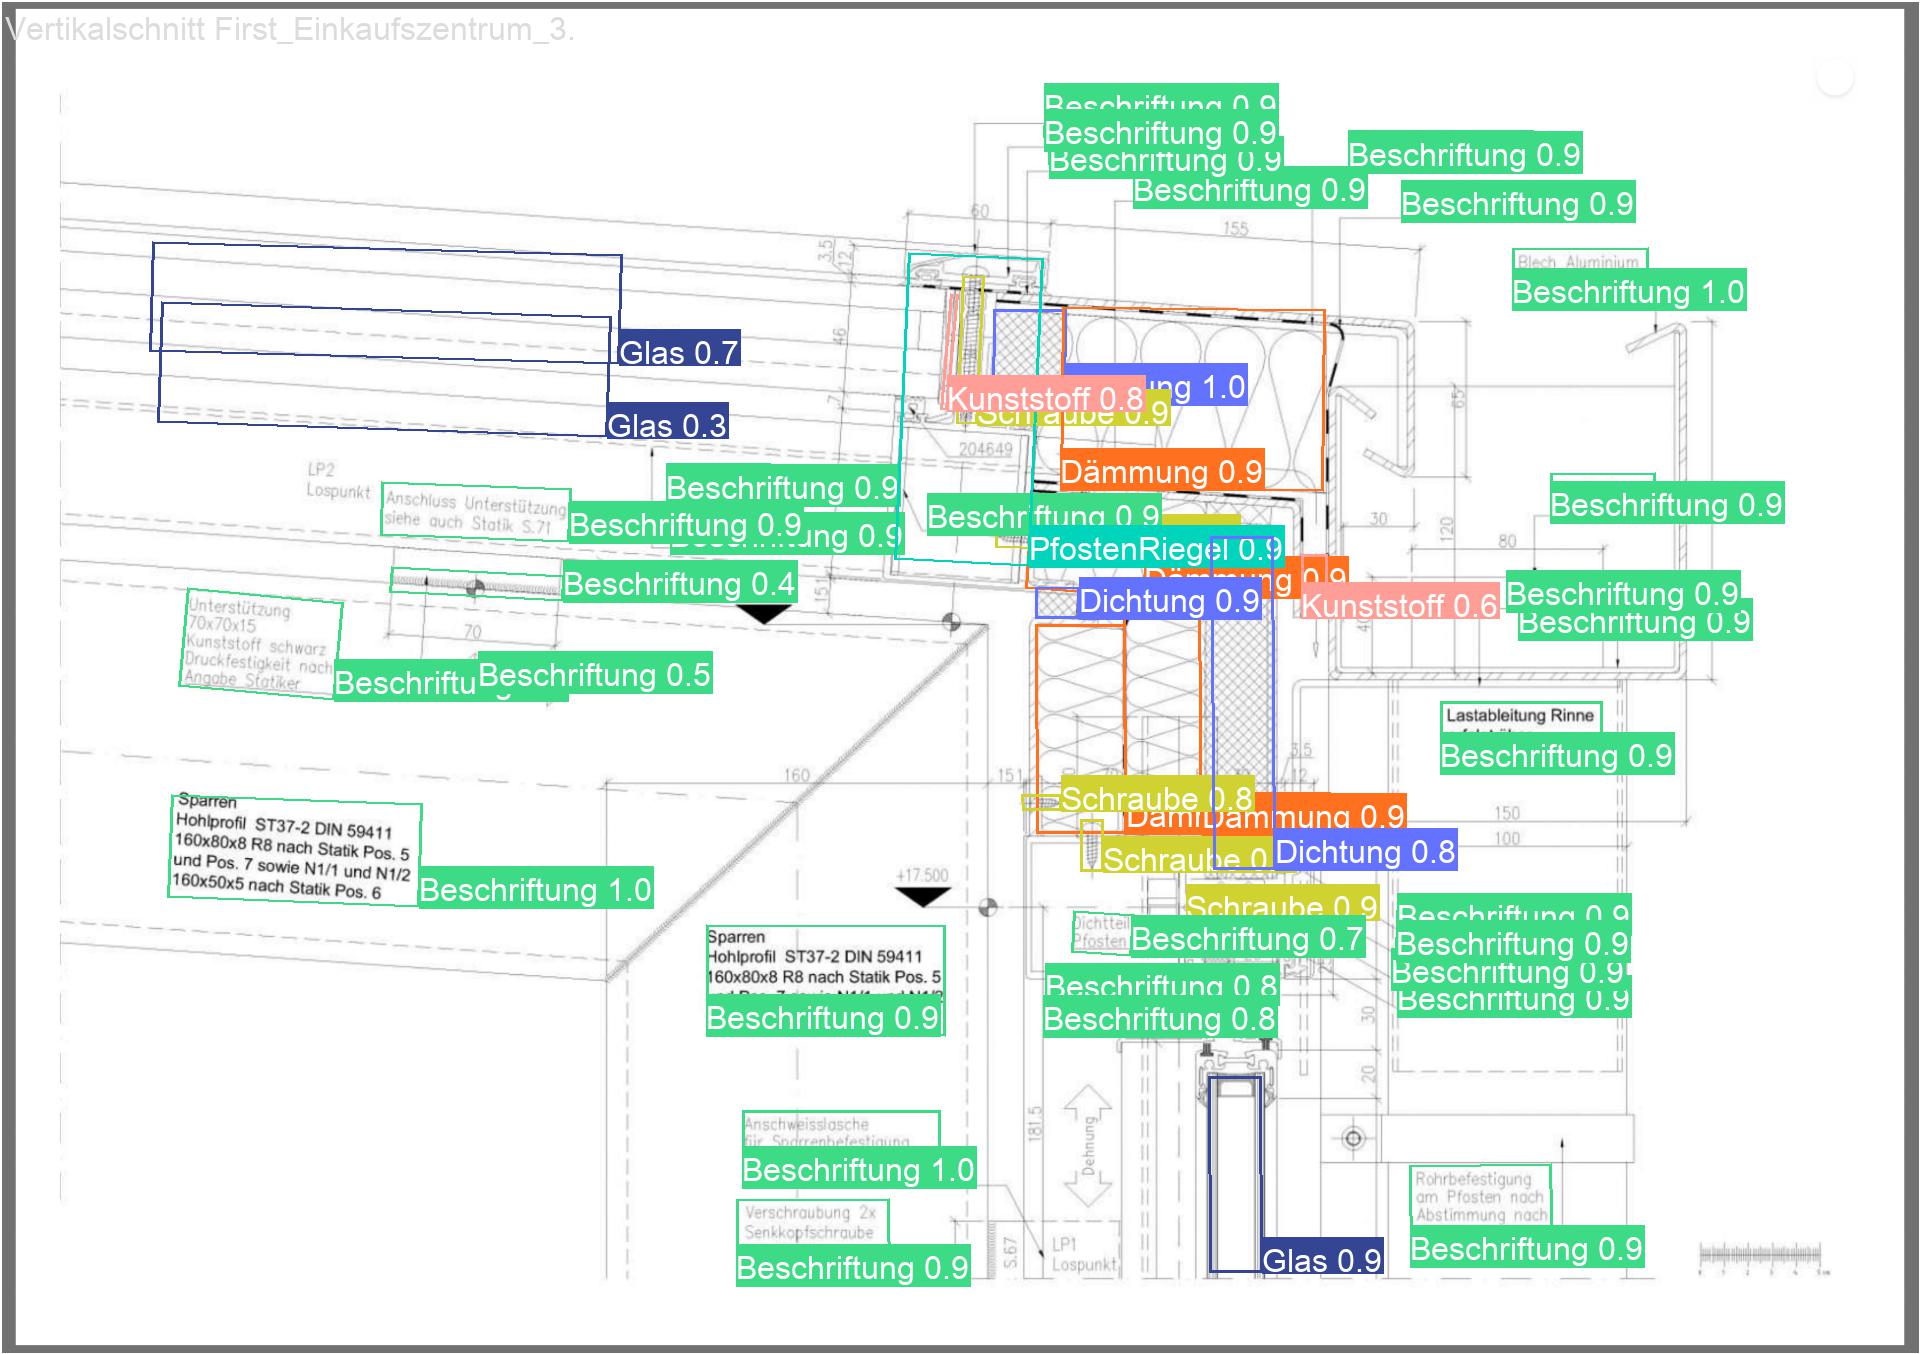 Vertikalschnitt First_Einkaufszentrum_3.
Beschriftung 0.9
Beschriftung 0.9
Beschriftung 0.9
Beschriftung 0.9
Beschriftung 0.9
Beschriftung 0.9
60
155
3.5
12
Blech Aluminium
Beschriftung 1.0
46
Glas 0.7
ng 1.0
Kunststoff 0.8
Schraube 0.9
7
65
Glas 0.3
204649
Dämmung 0.9
LP2
Lospunkt
Anschluss Unterstützung
siehe auch Statik S.71
Beschriftung 0.9
Beschriftung 0.9
Beschriftung 0.9
Beschriftung 0.9
Beschriftung 0.9
30
120
80
PfostenRiegel 0.9
Dämmung 0.9
Beschriftung 0.4
151
Dichtung 0.9
Kunststoff 0.6
Beschriftung 0.9
Beschriftung 0.9
40
Unterstützung
70x70x15
Kunststoff schwarz
Druckfestigkeit nach
Angabe Statiker
70
Beschriftu
Beschriftung 0.5
Lastableitung Rinne
Beschriftung 0.9
160
151
3.5
12
Schraube 0.8
Dämmung 0.9
150
100
Sparren
Hohlprofil ST37-2 DIN 59411
160x80x8 R8 nach Statik Pos. 5
und Pos. 7 sowie N1/1 und N1/2
160x50x5 nach Statik Pos. 6
Beschriftung 1.0
Schraube 0.
Dichtung 0.8
+17.500
Schraube 0.9
Dichtteil
Pfosten
Beschriftung 0.7
Beschriftung 0.9
Beschriftung 0.9
Beschriftung 0.9
Beschriftung 0.9
Sparren
Hohlprofil ST37-2 DIN 59411
160x80x8 R8 nach Statik Pos. 5
Beschriftung 0.9
Beschriftung 0.8
Beschriftung 0.8
30
20
181.5
Dehnung
Anschweisslasche
für Sparrenbefestigung
Beschriftung 1.0
Verschraubung 2x
Senkkopfschraube
Beschriftung 0.9
S.67
LP1
Lospunkt
Glas 0.9
Rohrbefestigung
am Pfosten nach
Abstimmung nach
Beschriftung 0.9